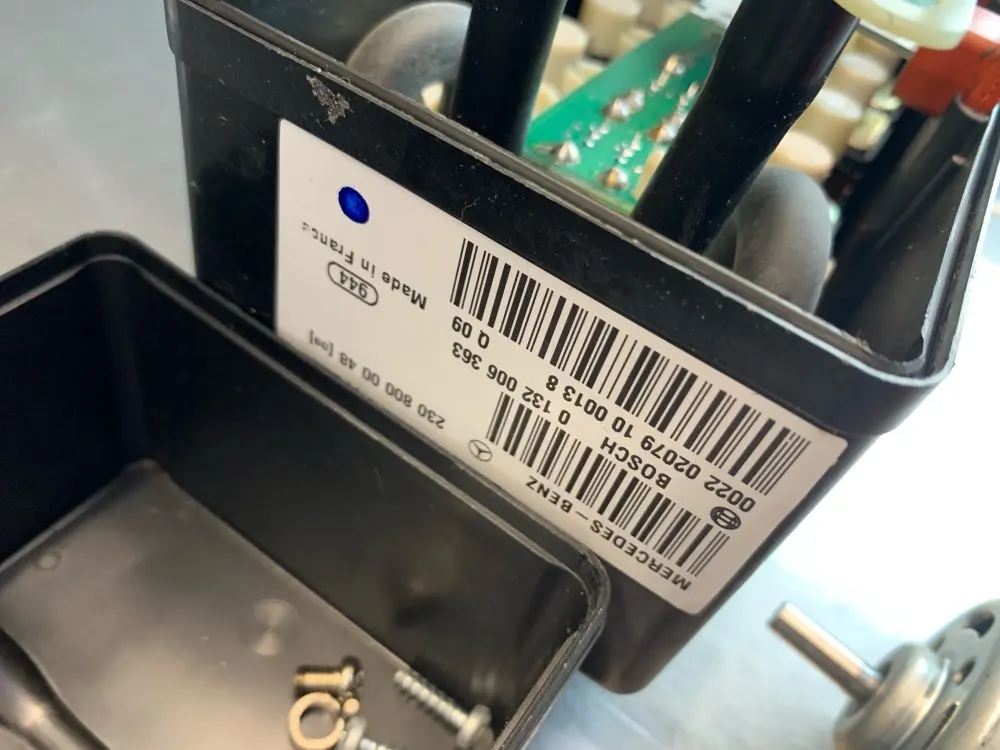 MERCEDES-BENZ 230 800 00 48 [oe]
BOSCH 0 132 006 363
0022 02079 10 0013 8 Q 09
944
Made in France